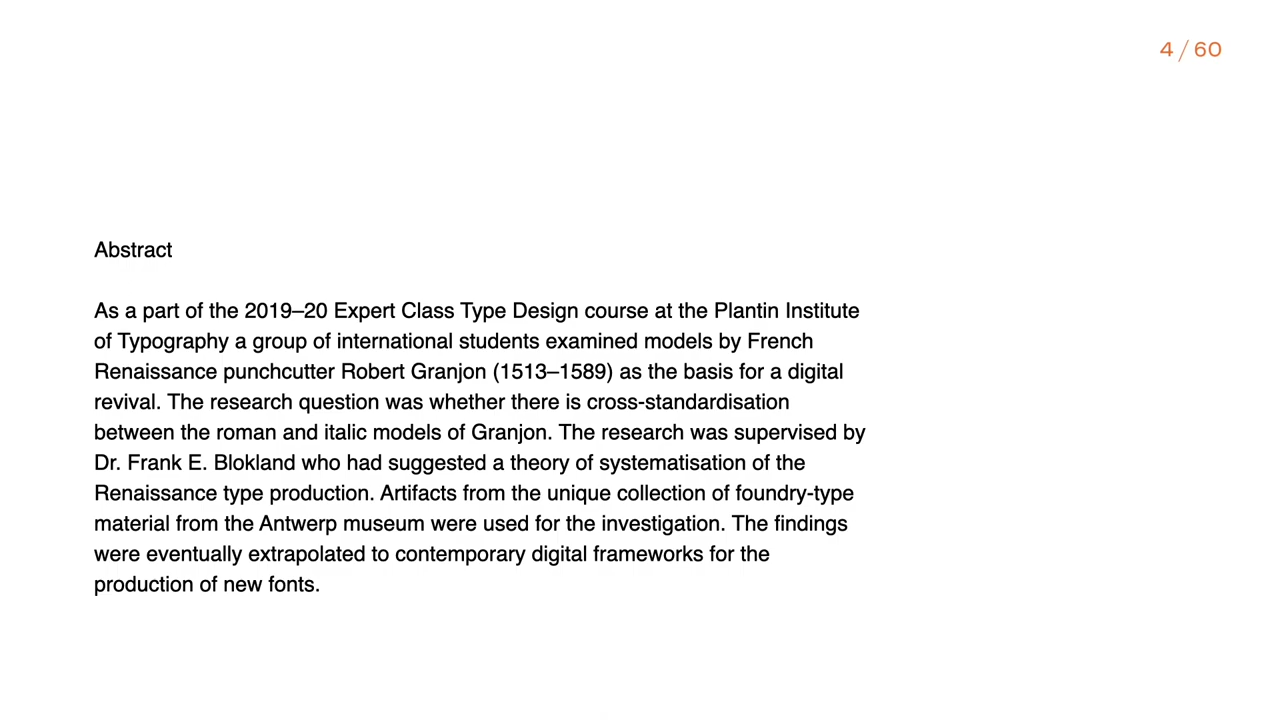 4 / 60
Abstract
As a part of the 2019–20 Expert Class Type Design course at the Plantin Institute
of Typography a group of international students examined models by French
Renaissance punchcutter Robert Granjon (1513–1589) as the basis for a digital
revival. The research question was whether there is cross-standardisation
between the roman and italic models of Granjon. The research was supervised by
Dr. Frank E. Blokland who had suggested a theory of systematisation of the
Renaissance type production. Artifacts from the unique collection of foundry-type
material from the Antwerp museum were used for the investigation. The findings
were eventually extrapolated to contemporary digital frameworks for the
production of new fonts.